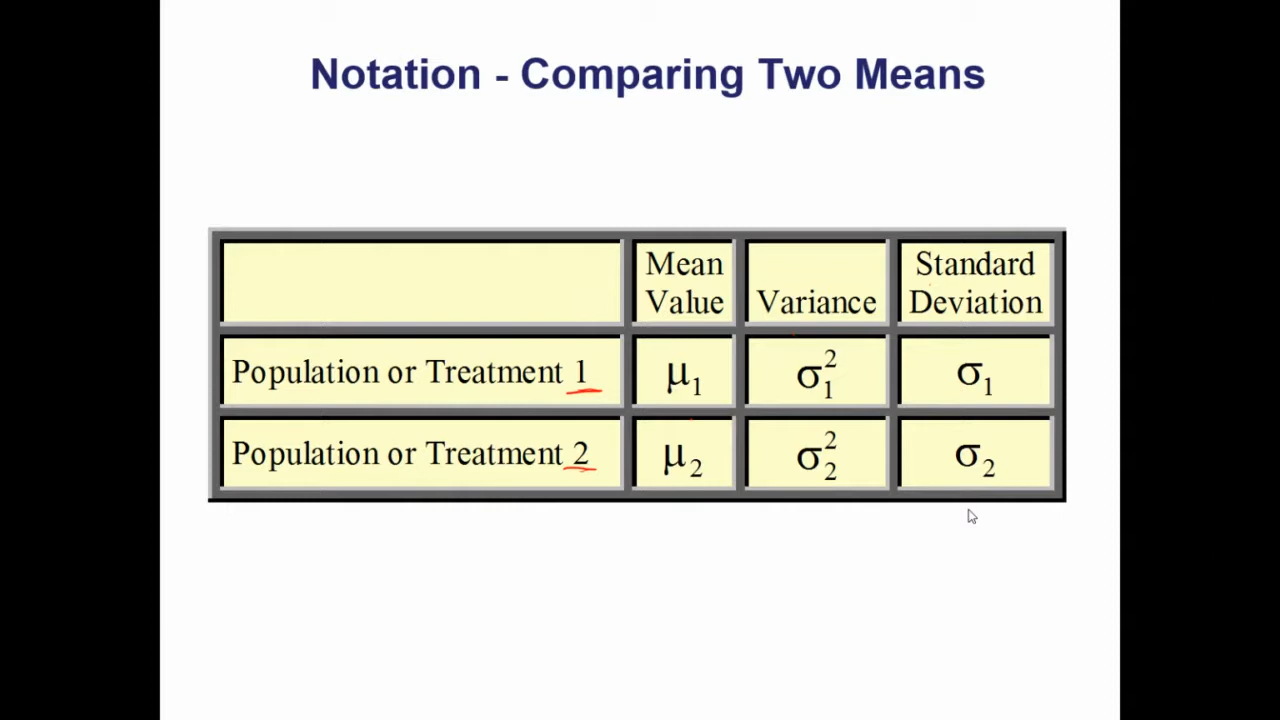 Notation - Comparing Two Means
Mean Value Variance Standard Deviation
Population or Treatment 1 μ₁ σ₁² σ₁
Population or Treatment 2 μ₂ σ₂² σ₂